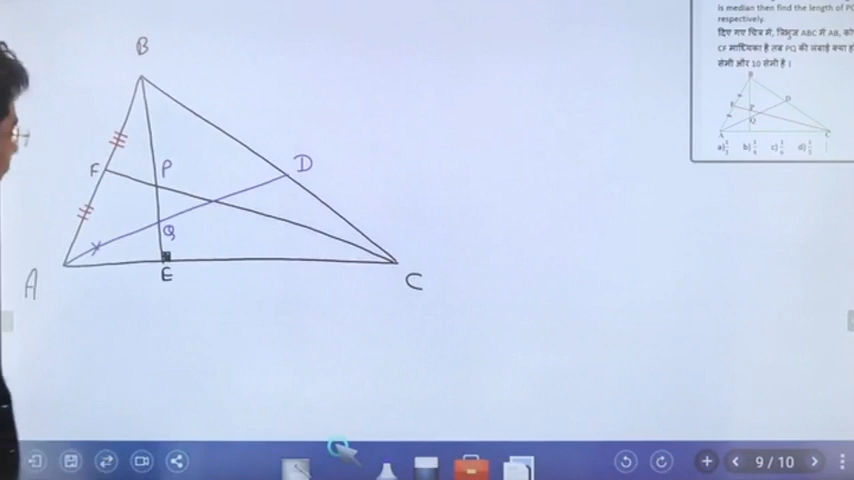 is median then find the length of PQ
respectively.
दिए गए चित्र में, त्रिभुज ABC में AB, को
CF माध्यिका है तब PQ की लंबाई क्या हो
सेमी और 10 सेमी है।
B
F
P
D
Q
A
E
C
B
P
D
Q
A
C
a) b) c) d)
9 / 10